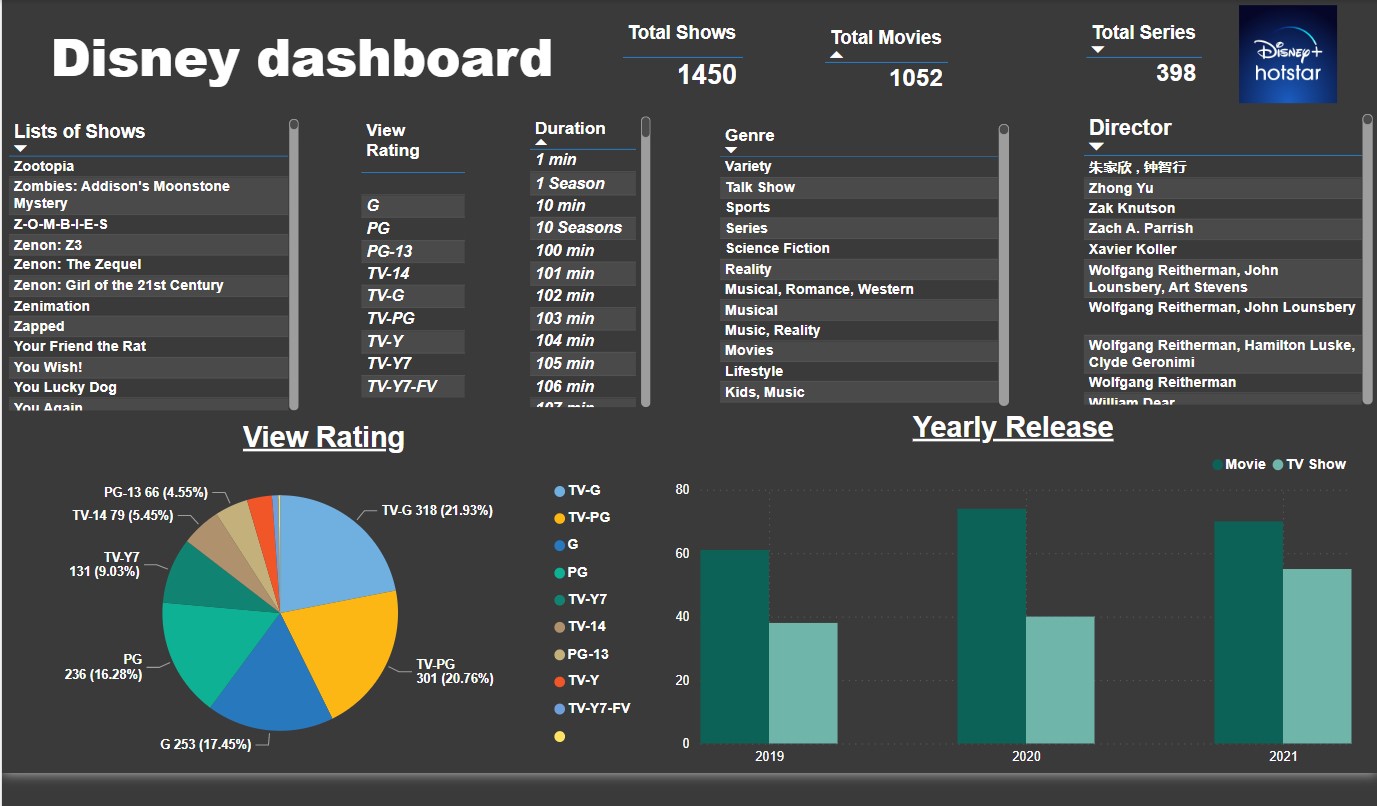 Disney dashboard
Total Shows
1450
Total Movies
1052
Total Series
398
Disney+
hotstar
Lists of Shows
Zootopia
Zombies: Addison's Moonstone
Mystery
Z-O-M-B-I-E-S
Zenon: Z3
Zenon: The Zequel
Zenon: Girl of the 21st Century
Zenimation
Zapped
Your Friend the Rat
You Wish!
You Lucky Dog
You Again
View
Rating
G
PG
PG-13
TV-14
TV-G
TV-PG
TV-Y
TV-Y7
TV-Y7-FV
Duration
1 min
1 Season
10 min
10 Seasons
100 min
101 min
102 min
103 min
104 min
105 min
106 min
107 min
Genre
Variety
Talk Show
Sports
Series
Science Fiction
Reality
Musical, Romance, Western
Musical
Music, Reality
Movies
Lifestyle
Kids, Music
Director
朱家欣 , 钟智行
Zhong Yu
Zak Knutson
Zach A. Parrish
Xavier Koller
Wolfgang Reitherman, John
Lounsbery, Art Stevens
Wolfgang Reitherman, John Lounsbery
Wolfgang Reitherman, Hamilton Luske,
Clyde Geronimi
Wolfgang Reitherman
William Dear
View Rating
PG-13 66 (4.55%)
TV-14 79 (5.45%)
TV-Y7
131 (9.03%)
PG
236 (16.28%)
G 253 (17.45%)
TV-G 318 (21.93%)
TV-PG
301 (20.76%)
TV-G
TV-PG
G
PG
TV-Y7
TV-14
PG-13
TV-Y
TV-Y7-FV
Yearly Release
Movie TV Show
80
60
40
20
0
2019
2020
2021